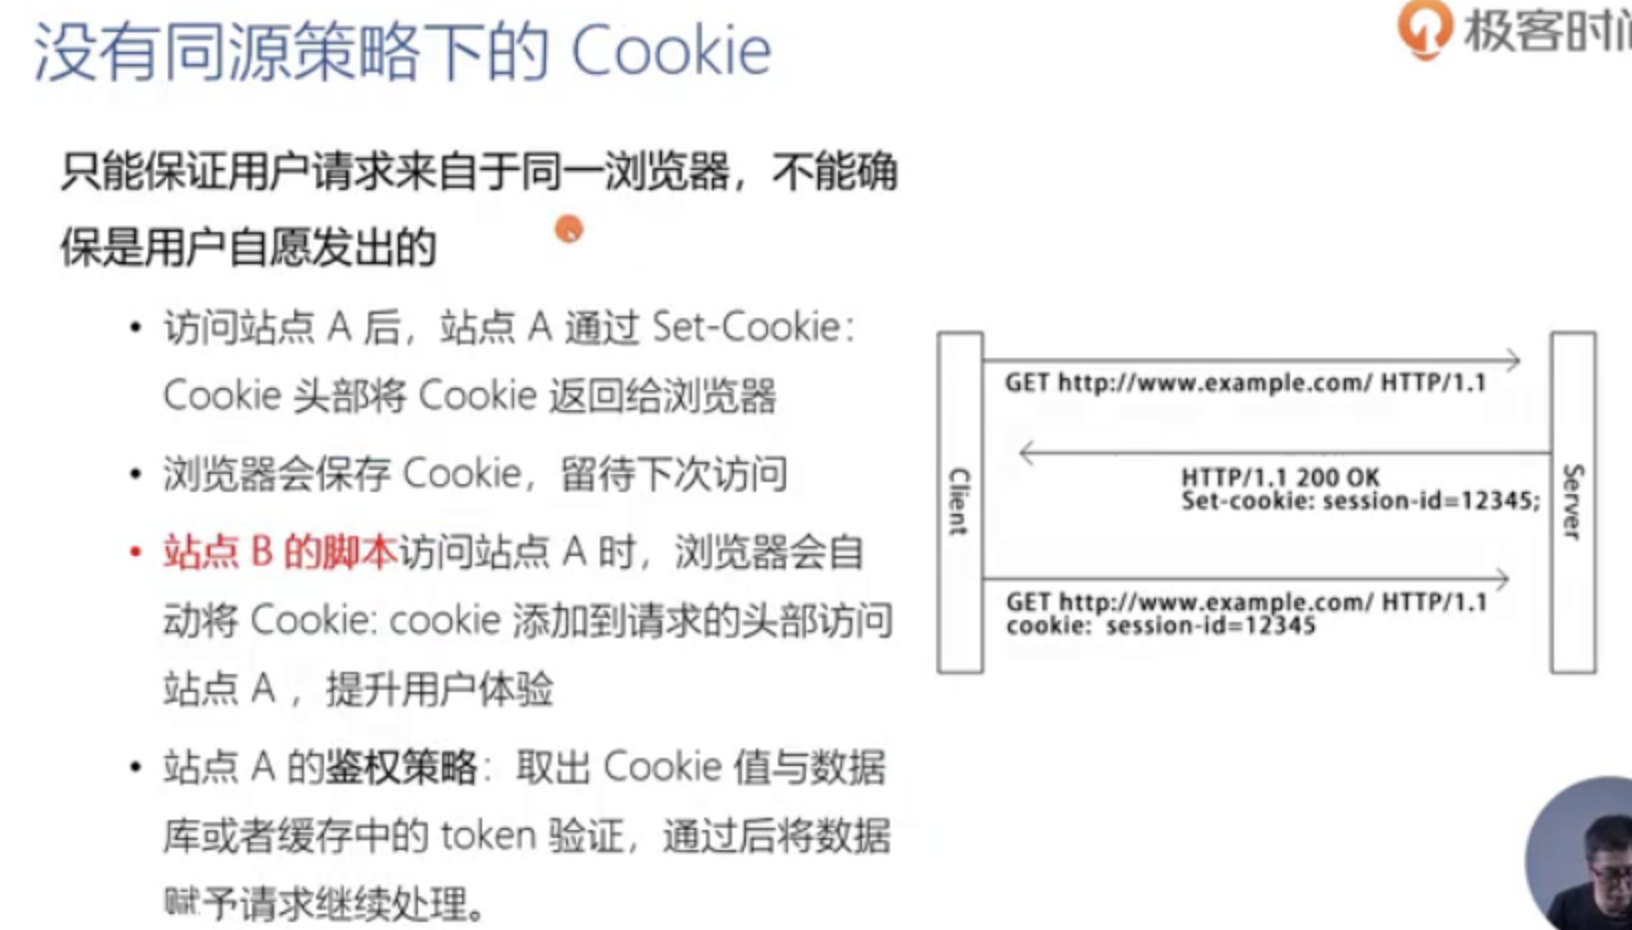 没有同源策略下的 Cookie
极客时间
只能保证用户请求来自于同一浏览器，不能确
保是用户自愿发出的
• 访问站点 A 后，站点 A 通过 Set-Cookie：
Cookie 头部将 Cookie 返回给浏览器
• 浏览器会保存 Cookie，留待下次访问
• 站点 B 的脚本访问站点 A 时，浏览器会自
动将 Cookie: cookie 添加到请求的头部访问
站点 A ，提升用户体验
• 站点 A 的鉴权策略：取出 Cookie 值与数据
库或者缓存中的 token 验证，通过后将数据
赋予请求继续处理。
Client
GET http://www.example.com/ HTTP/1.1
HTTP/1.1 200 OK
Set-cookie: session-id=12345;
GET http://www.example.com/ HTTP/1.1
cookie: session-id=12345
Server